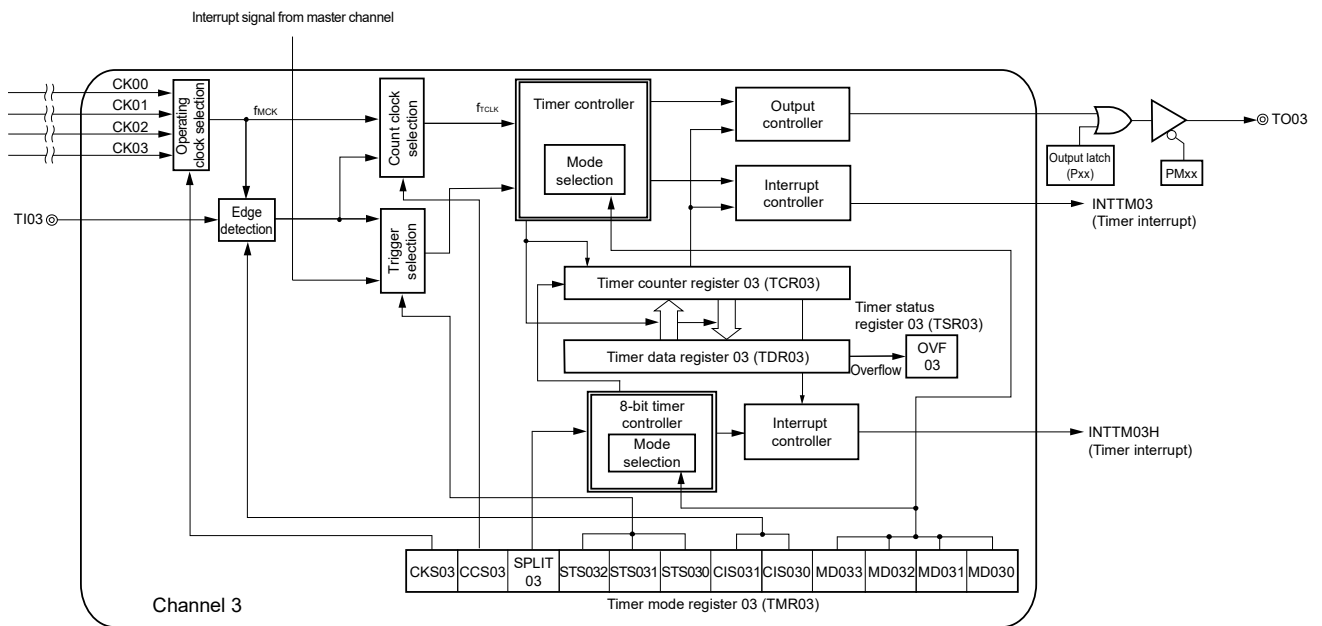 Interrupt signal from master channel
CK00
CK01
CK02
CK03
Operating
clock selection
fMCK
Count clock
selection
fTCLK
Timer controller
Mode
selection
Output
controller
TO03
Output latch
(Pxx)
PMxx
Interrupt
controller
INTTM03
(Timer interrupt)
TI03
Edge
detection
Trigger
selection
Timer counter register 03 (TCR03)
Timer status
register 03 (TSR03)
Timer data register 03 (TDR03)
Overflow
OVF
03
8-bit timer
controller
Mode
selection
Interrupt
controller
INTTM03H
(Timer interrupt)
CKS03
CCS03
SPLIT
03
STS032
STS031
STS030
CIS031
CIS030
MD033
MD032
MD031
MD030
Timer mode register 03 (TMR03)
Channel 3